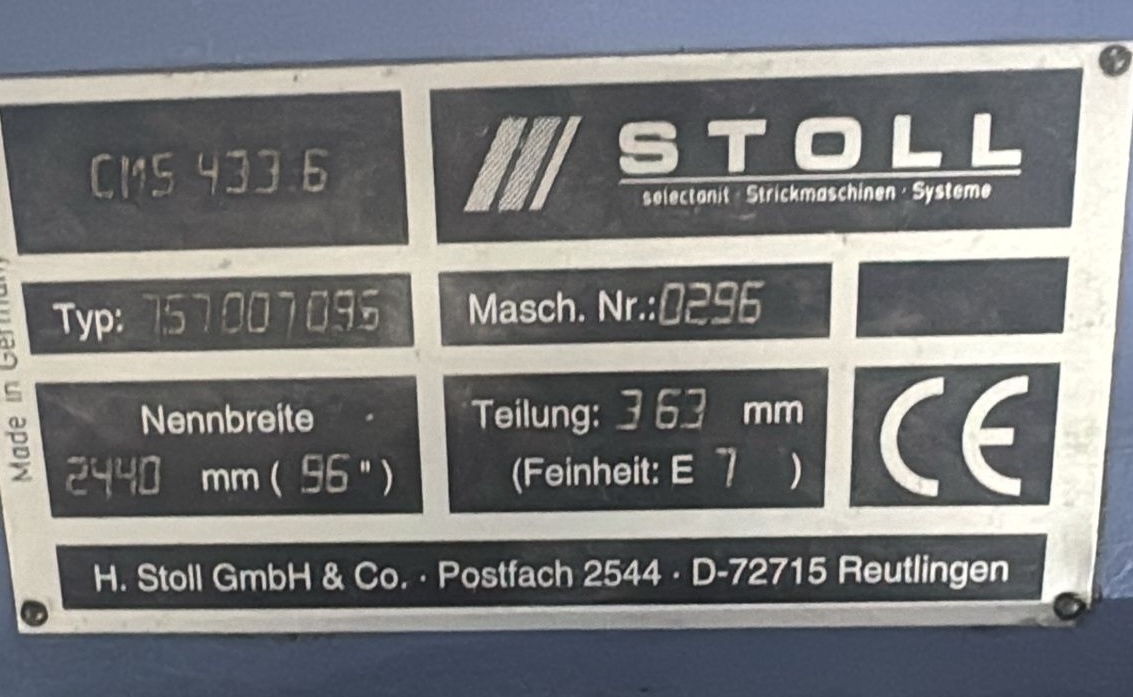 CMS 433.6
STOLL
selectanit · Strickmaschinen · Systeme
Typ: 757007095
Masch. Nr.: 0296
Nennbreite
2440 mm ( 96 " )
Teilung: 3 63 mm
(Feinheit: E 7 )
CE
H. Stoll GmbH & Co. · Postfach 2544 · D-72715 Reutlingen
Made in Germany